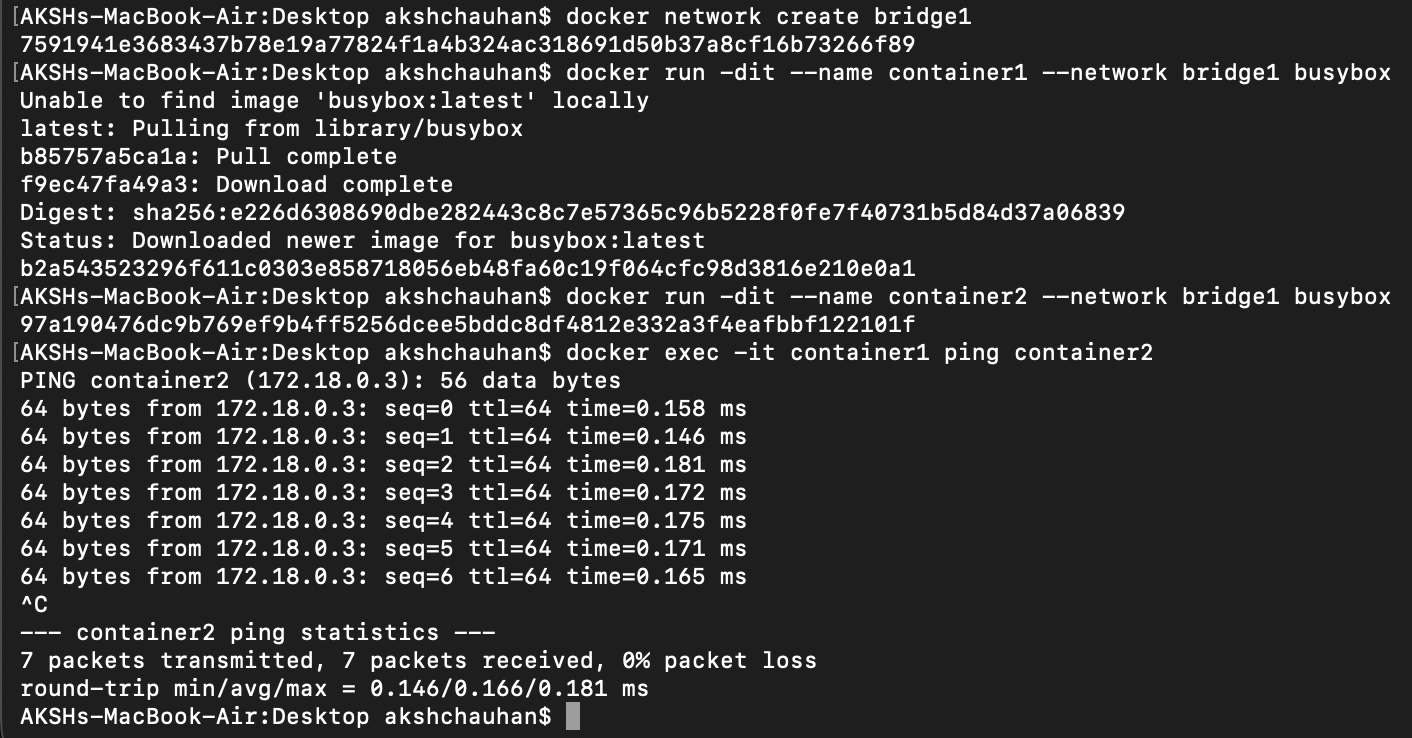 [AKSHs-MacBook-Air:Desktop akshchauhan$ docker network create bridge1
7591941e3683437b78e19a77824f1a4b324ac318691d50b37a8cf16b73266f89
[AKSHs-MacBook-Air:Desktop akshchauhan$ docker run -dit --name container1 --network bridge1 busybox
Unable to find image 'busybox:latest' locally
latest: Pulling from library/busybox
b85757a5ca1a: Pull complete
f9ec47fa49a3: Download complete
Digest: sha256:e226d6308690dbe282443c8c7e57365c96b5228f0fe7f40731b5d84d37a06839
Status: Downloaded newer image for busybox:latest
b2a543523296f611c0303e858718056eb48fa60c19f064cfc98d3816e210e0a1
[AKSHs-MacBook-Air:Desktop akshchauhan$ docker run -dit --name container2 --network bridge1 busybox
97a190476dc9b769ef9b4ff5256dcee5bddc8df4812e332a3f4eafbbf122101f
[AKSHs-MacBook-Air:Desktop akshchauhan$ docker exec -it container1 ping container2
PING container2 (172.18.0.3): 56 data bytes
64 bytes from 172.18.0.3: seq=0 ttl=64 time=0.158 ms
64 bytes from 172.18.0.3: seq=1 ttl=64 time=0.146 ms
64 bytes from 172.18.0.3: seq=2 ttl=64 time=0.181 ms
64 bytes from 172.18.0.3: seq=3 ttl=64 time=0.172 ms
64 bytes from 172.18.0.3: seq=4 ttl=64 time=0.175 ms
64 bytes from 172.18.0.3: seq=5 ttl=64 time=0.171 ms
64 bytes from 172.18.0.3: seq=6 ttl=64 time=0.165 ms
^C
--- container2 ping statistics ---
7 packets transmitted, 7 packets received, 0% packet loss
round-trip min/avg/max = 0.146/0.166/0.181 ms
AKSHs-MacBook-Air:Desktop akshchauhan$